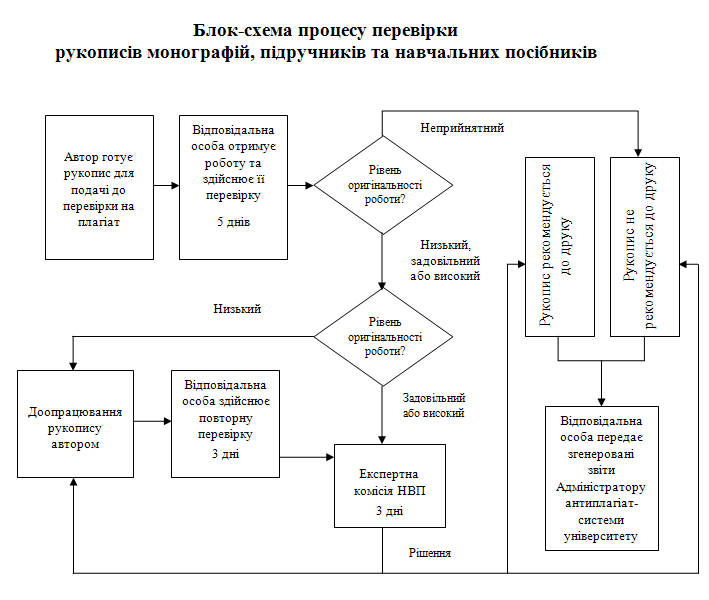 Блок-схема процесу перевірки
рукописів монографій, підручників та навчальних посібників
Автор готує
рукопис для
подачі до
перевірки на
плагіат
Відповідальна
особа отримує
роботу та
здійснює її
перевірку
5 днів
Рівень
оригінальності
роботи?
Неприйнятний
Рукопис рекомендується
до друку
Рукопис не
рекомендується до друку
Низький,
задовільний
або високий
Низький
Рівень
оригінальності
роботи?
Доопрацювання
рукопису
автором
Відповідальна
особа здійснює
повторну
перевірку
3 дні
Задовільний
або високий
Експертна
комісія НВП
3 дні
Відповідальна
особа передає
згенеровані
звіти
Адміністратору
антиплагіат-
системи
університету
Рішення